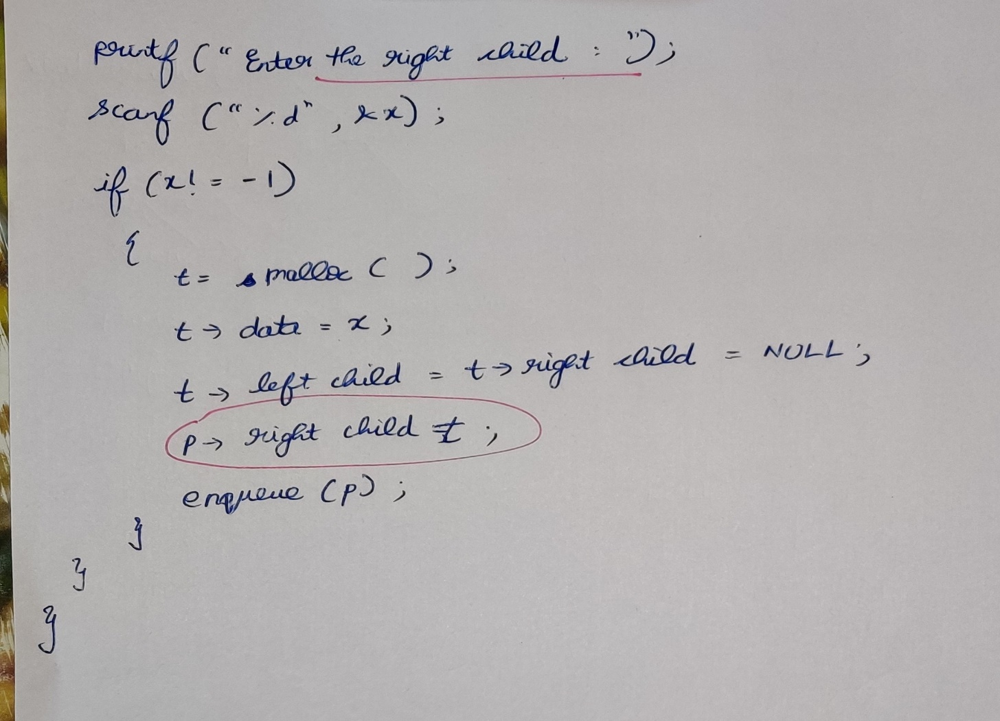 printf (" Enter the right child : ");
scanf ("%d", &x);
if (x! = -1)
{
t = malloc ( );
t → data = x;
t → left child = t → right child = NULL;
p → right child = t ;
enqueue (p) ;
}
}
}